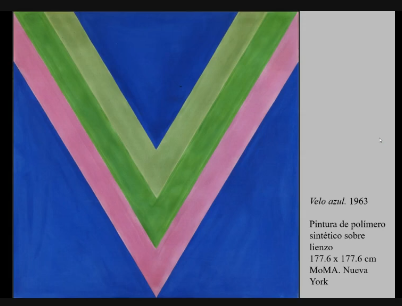 Velo azul. 1963
Pintura de polímero
sintético sobre
lienzo
177.6 x 177.6 cm
MoMA. Nueva
York